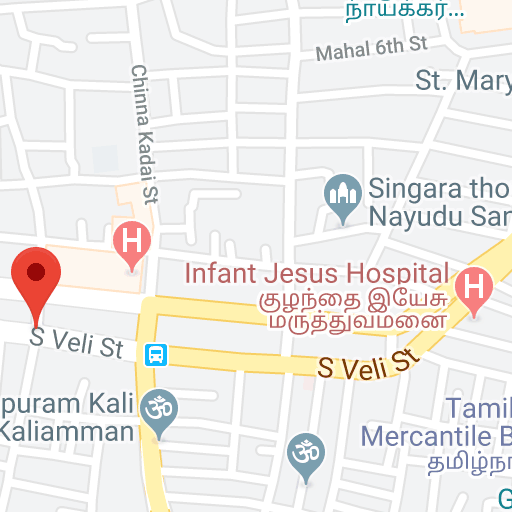 நாயக்கர்...
Mahal 6th St
St. Mary
Chinna Kadai St
Singara tho
Nayudu San
H
Infant Jesus Hospital
குழந்தை இயேசு
மருத்துவமனை
H
S Veli St
S Veli St
puram Kali
Kaliamman
ॐ
Tamil
Mercantile B
தமிழ்நா
ॐ
G